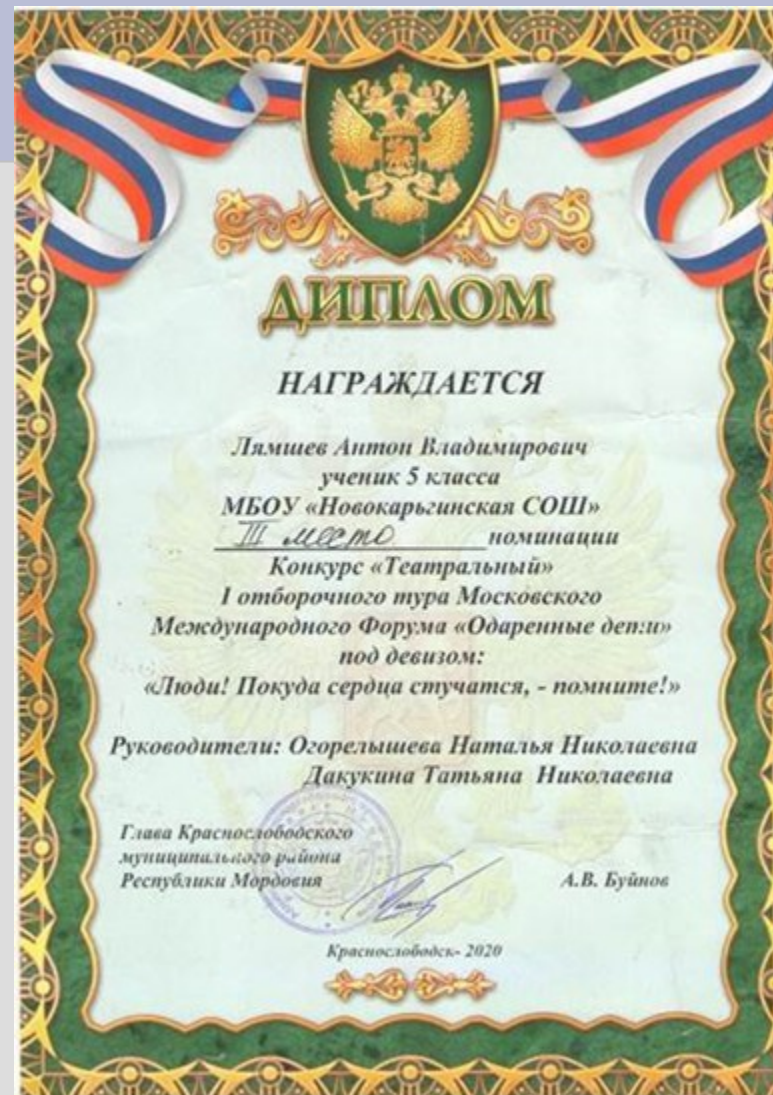 ДИПЛОМ
НАГРАЖДАЕТСЯ
Лямшев Антон Владимирович
ученик 5 класса
МБОУ «Новокарьгинская СОШ»
III место номинации
Конкурс «Театральный»
I отборочного тура Московского
Международного Форума «Одаренные дети»
под девизом:
«Люди! Покуда сердца стучатся, - помните!»
Руководители: Огорельшева Наталья Николаевна
Дакукина Татьяна Николаевна
Глава Краснослободского
муниципального района
Республики Мордовия А.В. Буйнов
Краснослободск- 2020